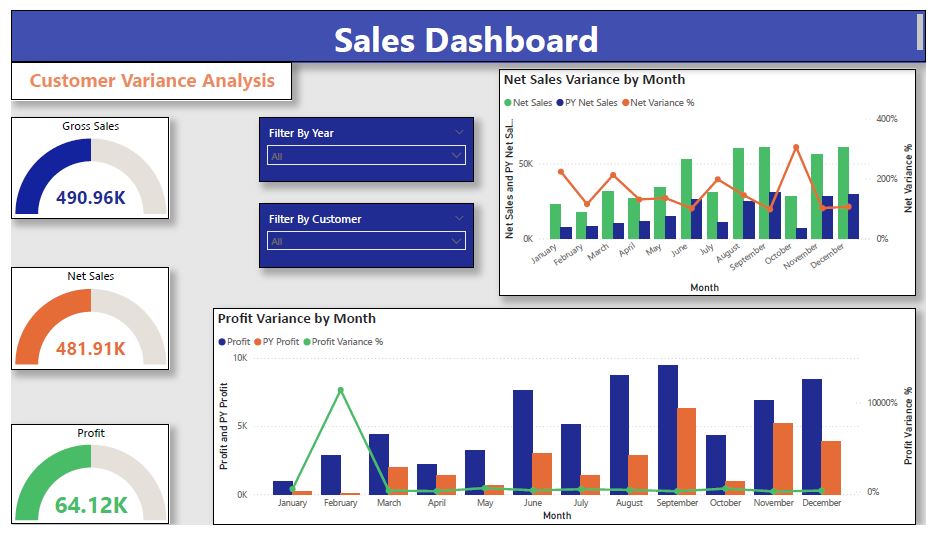 Sales Dashboard
Customer Variance Analysis
Gross Sales
490.96K
Net Sales
481.91K
Profit
64.12K
Filter By Year
All
Filter By Customer
All
Net Sales Variance by Month
Net Sales PY Net Sales Net Variance %
Net Sales and PY Net Sal...
50K
0K
400%
200%
0%
Net Variance %
January February March April May June July August September October November December
Month
Profit Variance by Month
Profit PY Profit Profit Variance %
Profit and PY Profit
10K
5K
0K
10000%
0%
Profit Variance %
January February March April May June July August September October November December
Month